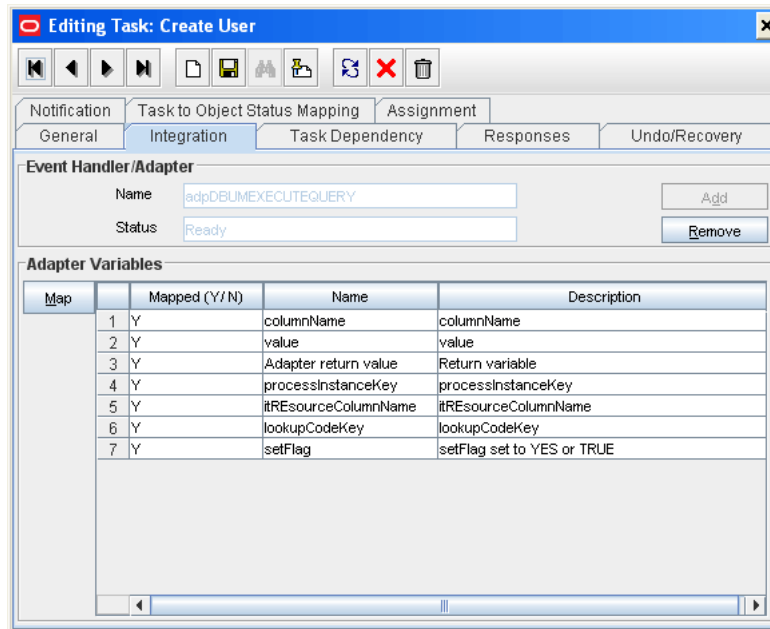 Editing Task: Create User
Notification Task to Object Status Mapping Assignment
General Integration Task Dependency Responses Undo/Recovery
Event Handler/Adapter
Name adpDBUMEXECUTEQUERY Add
Status Ready Remove
Adapter Variables
Map Mapped (Y/N) Name Description
1 Y columnName columnName
2 Y value value
3 Y Adapter return value Return variable
4 Y processInstanceKey processInstanceKey
5 Y itREsourceColumnName itREsourceColumnName
6 Y lookupCodeKey lookupCodeKey
7 Y setFlag setFlag set to YES or TRUE